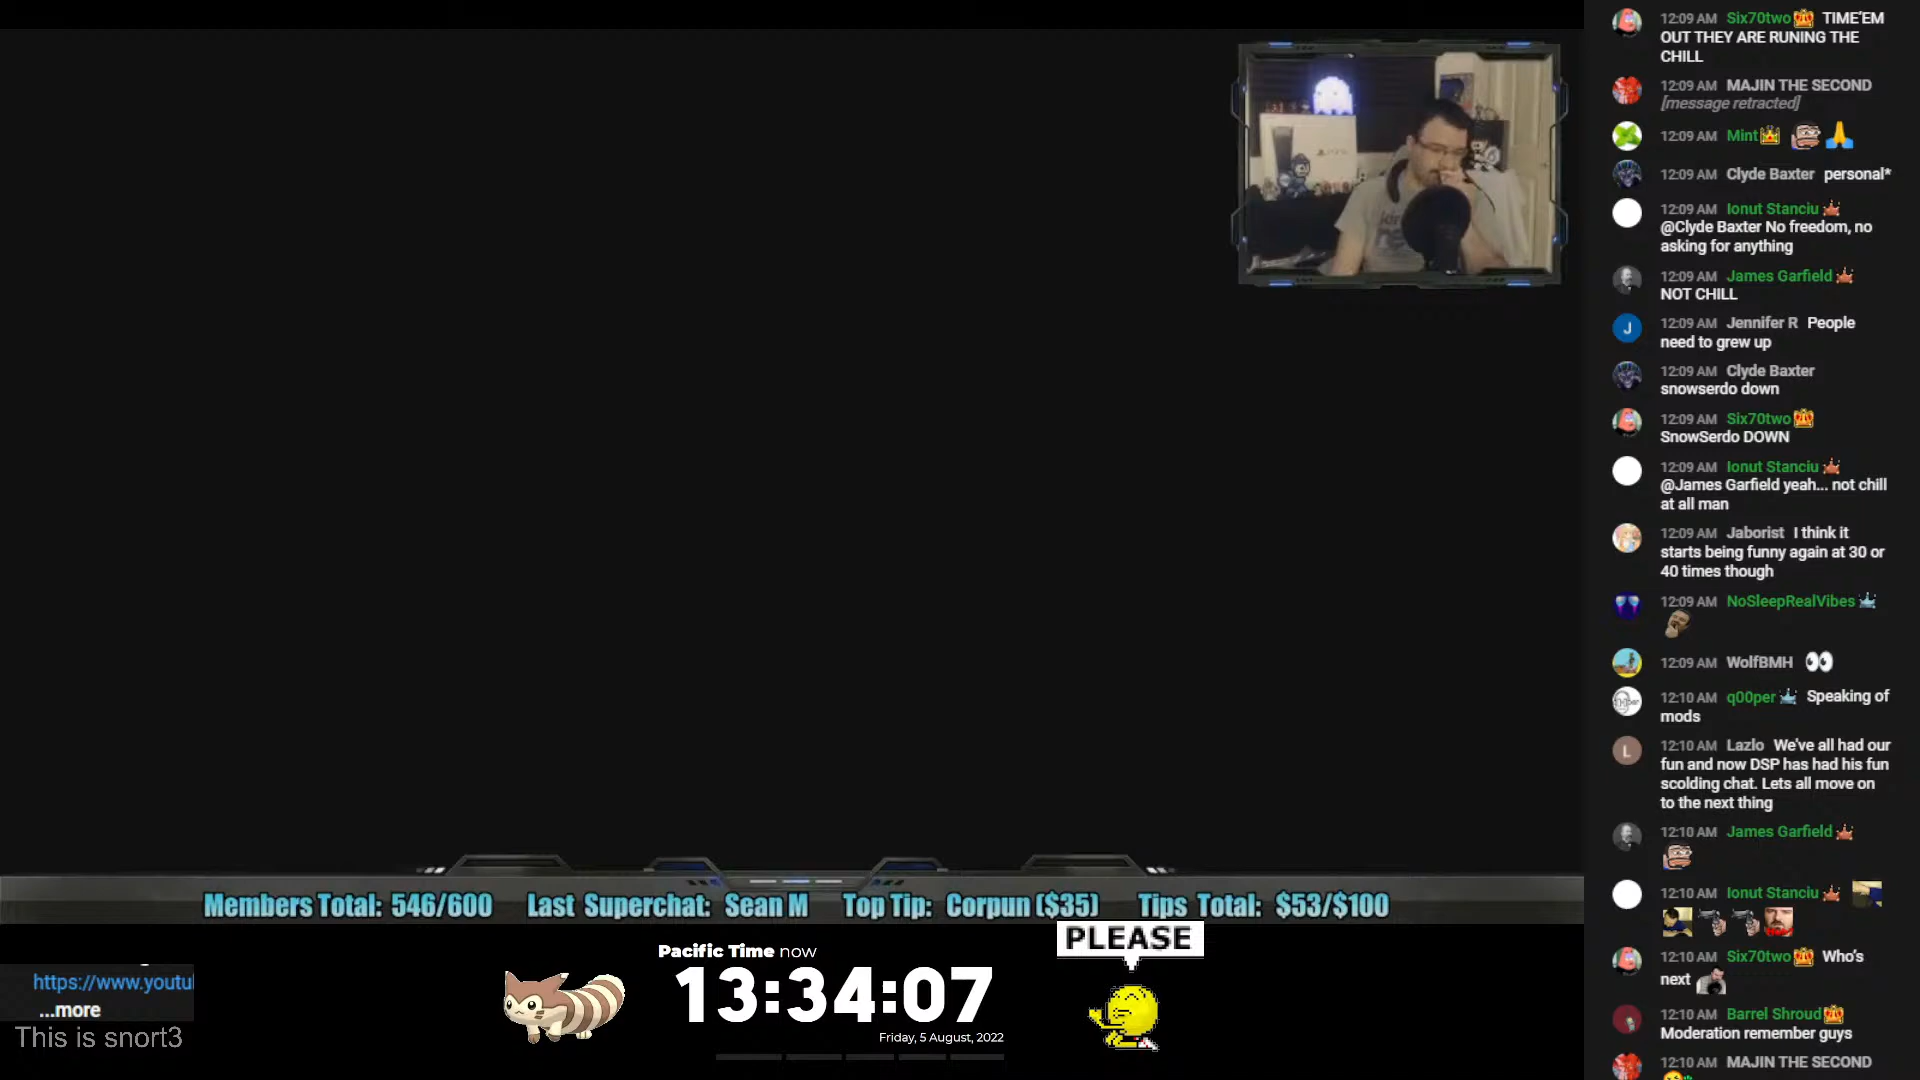 12:09 AM Six70two TIME'EM
OUT THEY ARE RUNING THE
CHILL
12:09 AM MAJIN THE SECOND
[message retracted]
12:09 AM Mint
12:09 AM Clyde Baxter personal*
12:09 AM Ionut Stanciu
@Clyde Baxter No freedom, no
asking for anything
12:09 AM James Garfield
NOT CHILL
J
12:09 AM Jennifer R People
need to grew up
12:09 AM Clyde Baxter
snowserdo down
12:09 AM Six70two
SnowSerdo DOWN
12:09 AM Ionut Stanciu
@James Garfield yeah... not chill
at all man
12:09 AM Jaborist I think it
starts being funny again at 30 or
40 times though
12:09 AM NoSleepRealVibes
12:09 AM WolfBMH
12:10 AM q00per Speaking of
mods
L
12:10 AM Lazlo We've all had our
fun and now DSP has had his fun
scolding chat. Lets all move on
to the next thing
12:10 AM James Garfield
12:10 AM Ionut Stanciu
12:10 AM Six70two Who's
next
12:10 AM Barrel Shroud
Moderation remember guys
12:10 AM MAJIN THE SECOND
Members Total: 546/600 Last Superchat: Sean M Top Tip: Corpun ($35) Tips Total: $53/$100
PLEASE
Pacific Time now
13:34:07
Friday, 5 August, 2022
https://www.youtu
...more
This is snort3